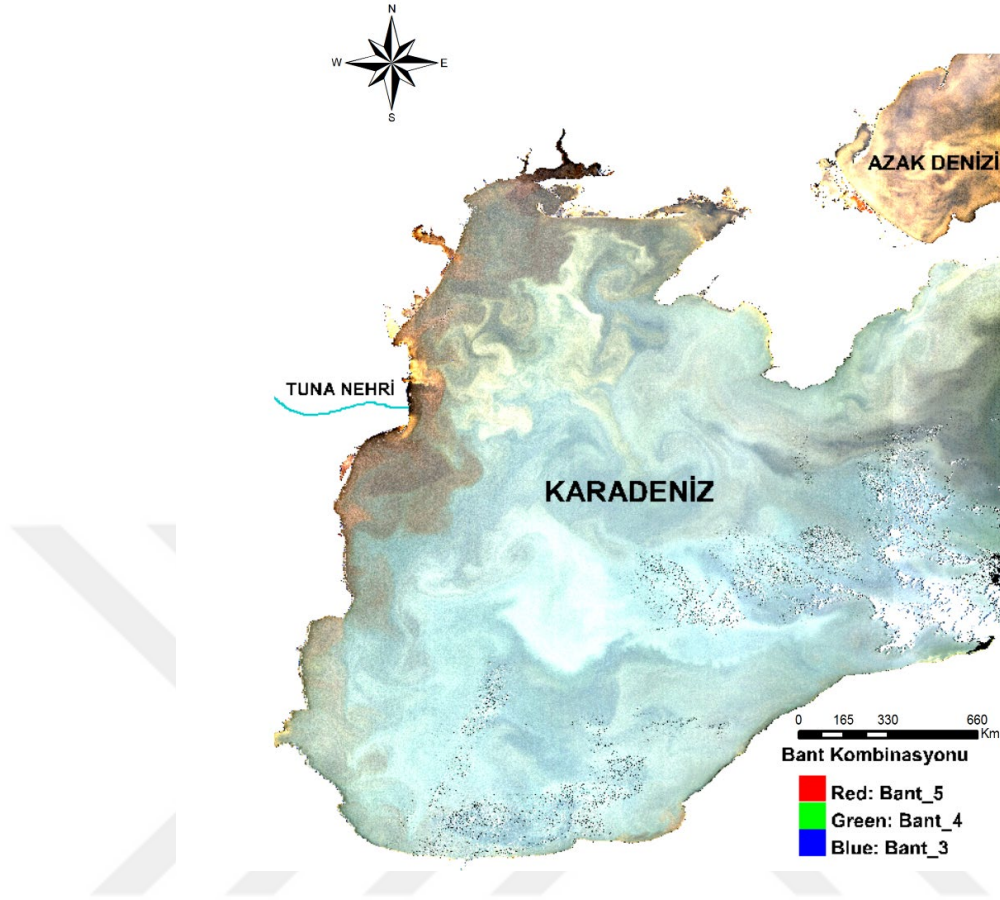 N
W E
S
AZAK DENİZİ
TUNA NEHRİ
KARADENİZ
0 165 330 660
Km
Bant Kombinasyonu
Red: Bant_5
Green: Bant_4
Blue: Bant_3